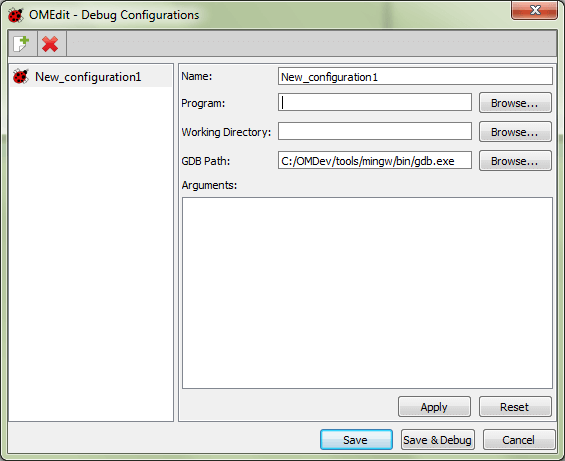 OMEdit - Debug Configurations
New_configuration1
Name: New_configuration1
Program: Browse...
Working Directory: Browse...
GDB Path: C:/OMDev/tools/mingw/bin/gdb.exe Browse...
Arguments:
Apply Reset
Save Save & Debug Cancel